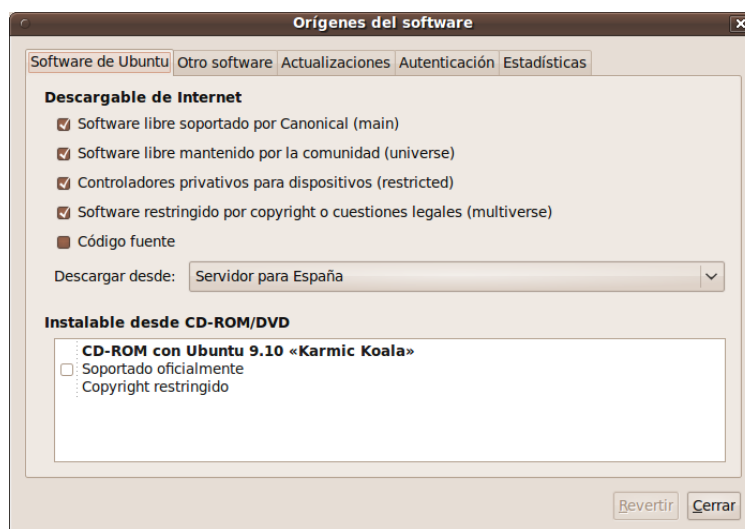 Orígenes del software
Software de Ubuntu Otro software Actualizaciones Autenticación Estadísticas
Descargable de Internet
Software libre soportado por Canonical (main)
Software libre mantenido por la comunidad (universe)
Controladores privativos para dispositivos (restricted)
Software restringido por copyright o cuestiones legales (multiverse)
Código fuente
Descargar desde: Servidor para España
Instalable desde CD-ROM/DVD
CD-ROM con Ubuntu 9.10 «Karmic Koala»
Soportado oficialmente
Copyright restringido
Revertir Cerrar